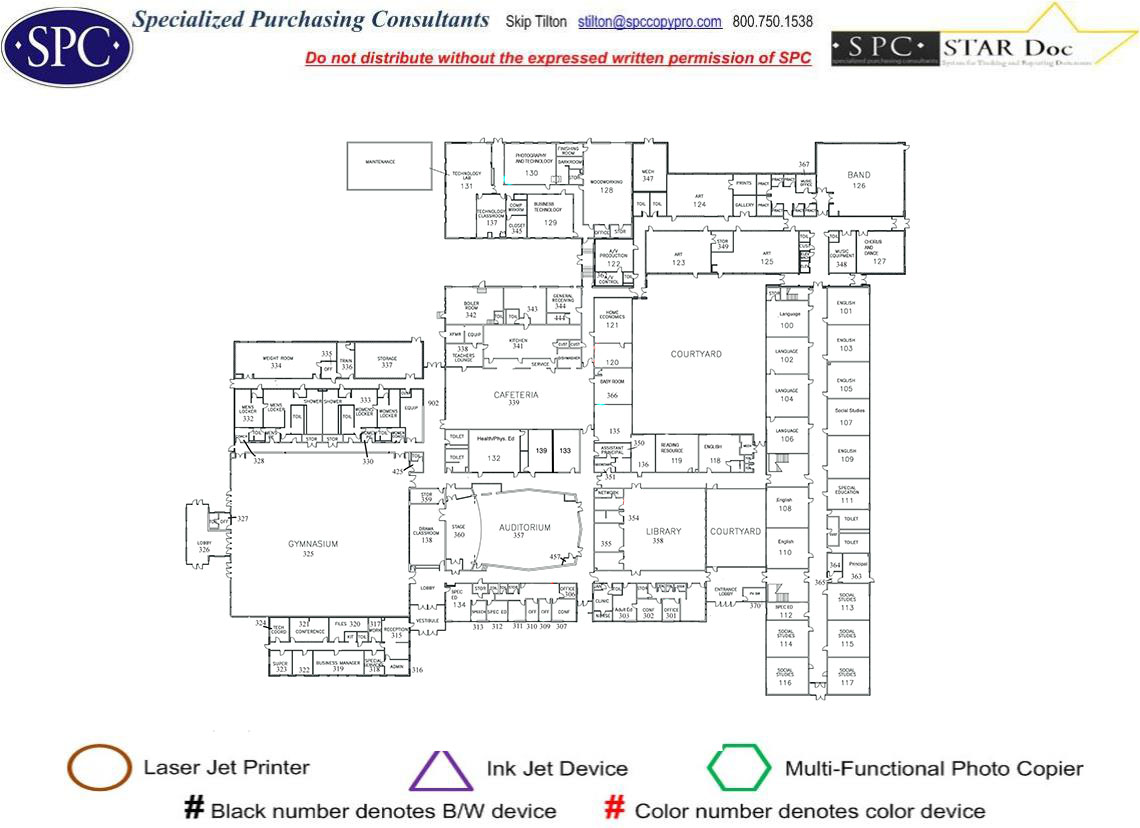 SPC
Specialized Purchasing Consultants Skip Tilton stilton@spccopypro.com 800.750.1538
Do not distribute without the expressed written permission of SPC
SPC STAR Doc
specialized purchasing consultants
System for Tracking and Reporting Documents
MAINTENANCE
TECHNOLOGY LAB 131
PHOTOGRAPHY AND TECHNOLOGY 130
FINISHING ROOM
DARKROOM
STOR
WOODWORKING 128
MECH 347
TOIL TOIL
ART 124
PRINTS
GALLERY
PRACT
367
MUSIC OFFICE
BAND 126
TECHNOLOGY CLASSROOM 137
COMP WRKRM
CLOSET 345
BUSINESS TECHNOLOGY 129
OFFICE STOR
A/V PRODUCTION 122
A/V CONTROL
TOIL
ART 123
STOR 349
ART 125
TOIL
MUSIC EQUIPMENT 348
CHORUS AND DANCE 127
BOILER ROOM 342
TOIL TOIL
343
GENERAL RECEIVING 344
444
HOME ECONOMICS 121
120
BABY ROOM 366
135
COURTYARD
STOR
Language 100
LANGUAGE 102
LANGUAGE 104
LANGUAGE 106
ENGLISH 101
ENGLISH 103
ENGLISH 105
Social Studies 107
ENGLISH 109
SPECIAL EDUCATION 111
XFMR EQUIP
338 TEACHERS LOUNGE
KITCHEN 341
CUST CUST
DISHWASHER
SERVICE
CAFETERIA 339
WEIGHT ROOM 334
335 OFF
TRAIN 336
STORAGE 337
902
MEN'S LOCKER 332
MEN'S LOCKER
SHOWER SHOWER
TOIL TOIL
333
WOMEN'S LOCKER
WOMEN'S LOCKER
EQUIP
STOR STOR
328
330
425
TOILET
TOILET
Health/Phys. Ed 132
139
133
ASSISTANT PRINCIPAL
350
351
136
READING RESOURCE 119
ENGLISH 118
STOR 359
DRAMA CLASSROOM 138
STAGE 360
AUDITORIUM 357
457
NETWORK
354
355
LIBRARY 358
COURTYARD
English 108
English 110
TOILET
TOILET
364
Principal 363
365
327
OFF
LOBBY 326
GYMNASIUM 325
LOBBY
VESTIBULE
SPEC ED 134
STOR
OFFICE 306
SPEECH SPEC ED OFF OFF CONF
313 312 311 310 309 307
CLINIC
NURSE
TOIL
Adult Ed 303
STOR
CONF 302
OFFICE 301
ENTRANCE LOBBY
370
SPEC ED 112
SOCIAL STUDIES 113
SOCIAL STUDIES 114
SOCIAL STUDIES 115
SOCIAL STUDIES 116
SOCIAL STUDIES 117
324
TECH COORD
321 CONFERENCE
FILES 320
317 WORK
KIT TOIL
RECEPTION 315
SUPER 323
322
BUSINESS MANAGER 319
SPECIAL SERVICES 318
ADMIN
316
Laser Jet Printer Ink Jet Device Multi-Functional Photo Copier
# Black number denotes B/W device # Color number denotes color device